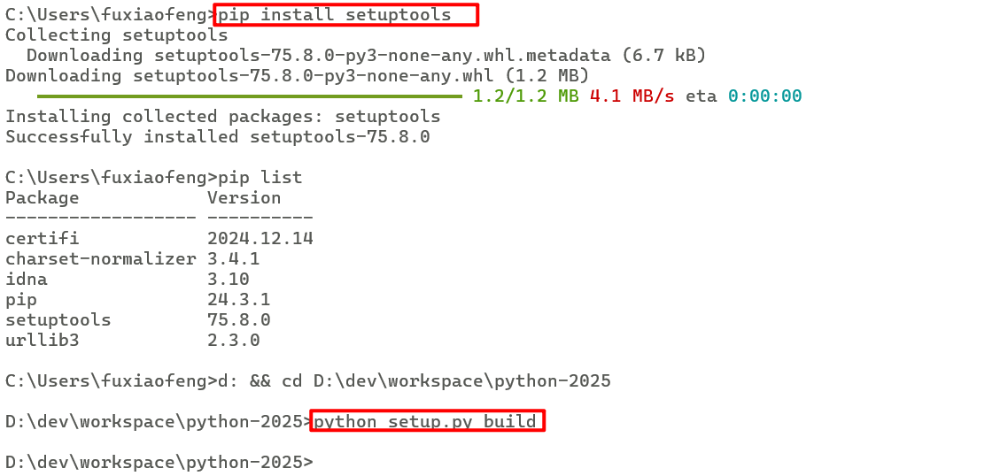 C:\Users\fuxiaofeng>pip install setuptools
Collecting setuptools
  Downloading setuptools-75.8.0-py3-none-any.whl.metadata (6.7 kB)
Downloading setuptools-75.8.0-py3-none-any.whl (1.2 MB)
1.2/1.2 MB 4.1 MB/s eta 0:00:00
Installing collected packages: setuptools
Successfully installed setuptools-75.8.0
C:\Users\fuxiaofeng>pip list
Package            Version
------------------ ----------
certifi            2024.12.14
charset-normalizer 3.4.1
idna               3.10
pip                24.3.1
setuptools         75.8.0
urllib3            2.3.0
C:\Users\fuxiaofeng>d: && cd D:\dev\workspace\python-2025
D:\dev\workspace\python-2025>python setup.py build
D:\dev\workspace\python-2025>